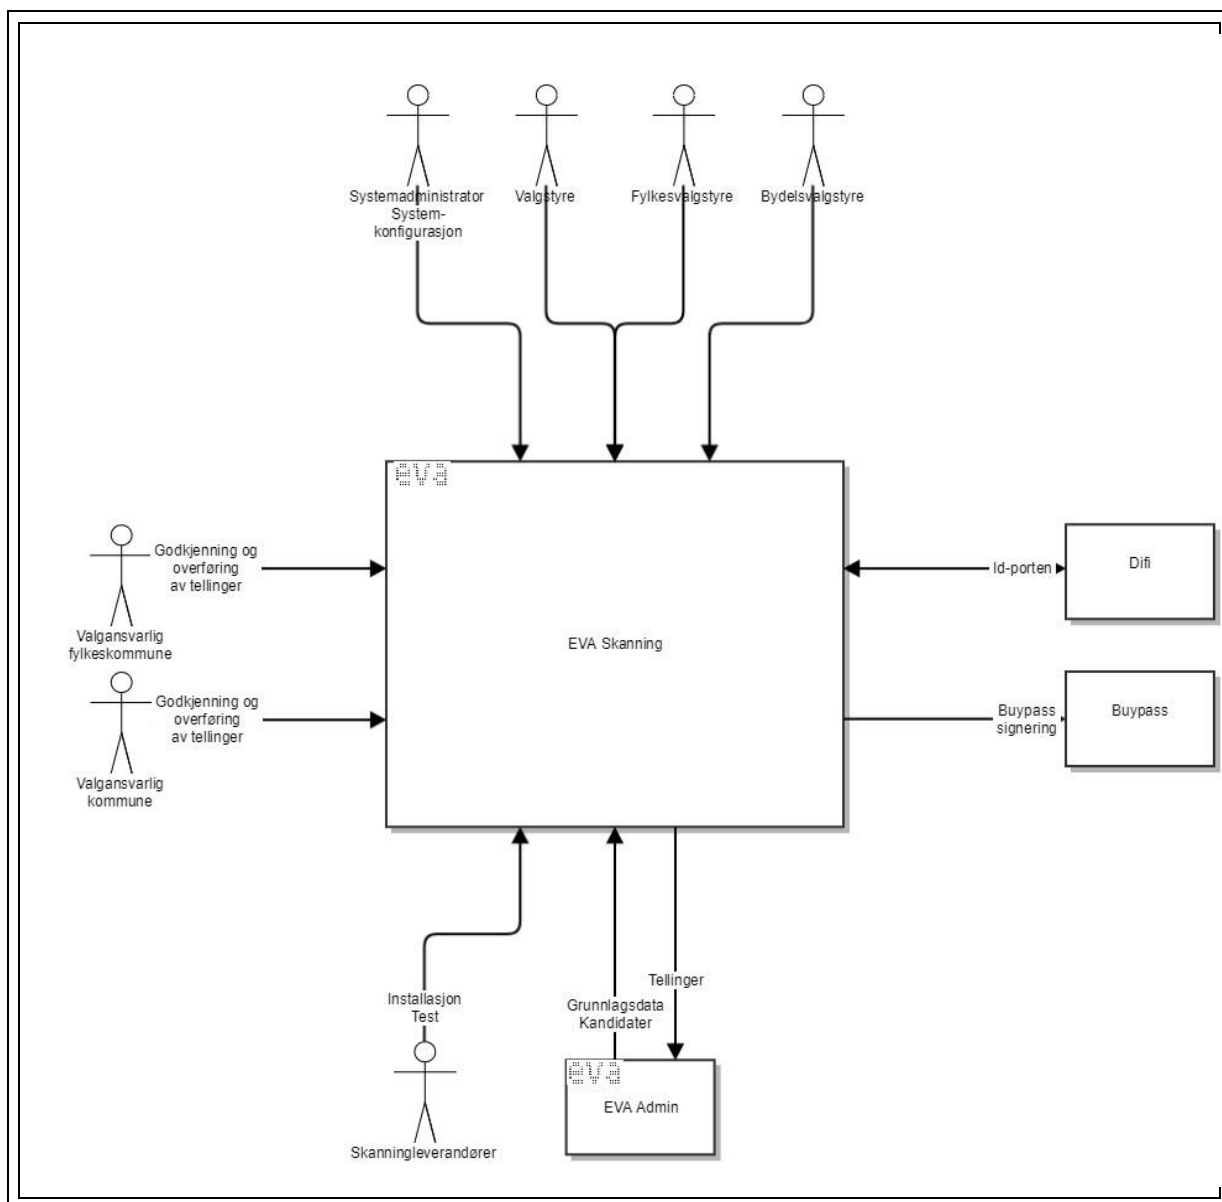 Systemadministrator
System-
konfigurasjon
Valgstyre
Fylkesvalgstyre
Bydelsvalgstyre
eva
Godkjenning og
overføring
av tellinger
Valgansvarlig
fylkeskommune
Id-porten
Difi
EVA Skanning
Godkjenning og
overføring
av tellinger
Valgansvarlig
kommune
Buypass
signering
Buypass
Installasjon
Test
Skanningleverandører
Tellinger
Grunnlagsdata
Kandidater
eva
EVA Admin